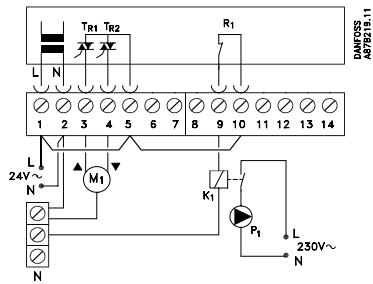 TR1 TR2
R1
DANFOSS
A87B219.11
L N
1 2 3 4 5 6 7 8 9 10 11 12 13 14
L
24V~
N
M1
K1
P1
L
230V~
N
N